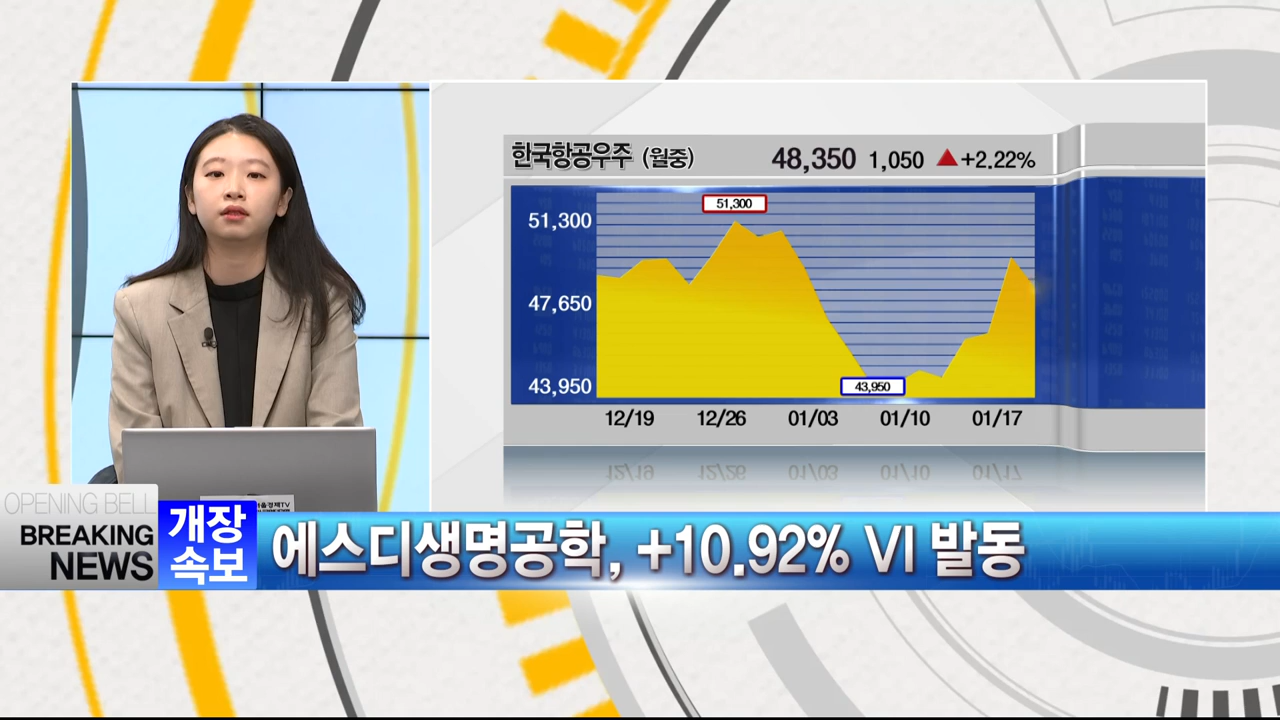 한국항공우주 (월중) 48,350 1,050 ▲+2.22%
51,300
51,300
47,650
43,950
43,950
12/19 12/26 01/03 01/10 01/17
OPENING BELL
BREAKING
NEWS
개장
속보
에스디생명공학, +10.92% VI 발동